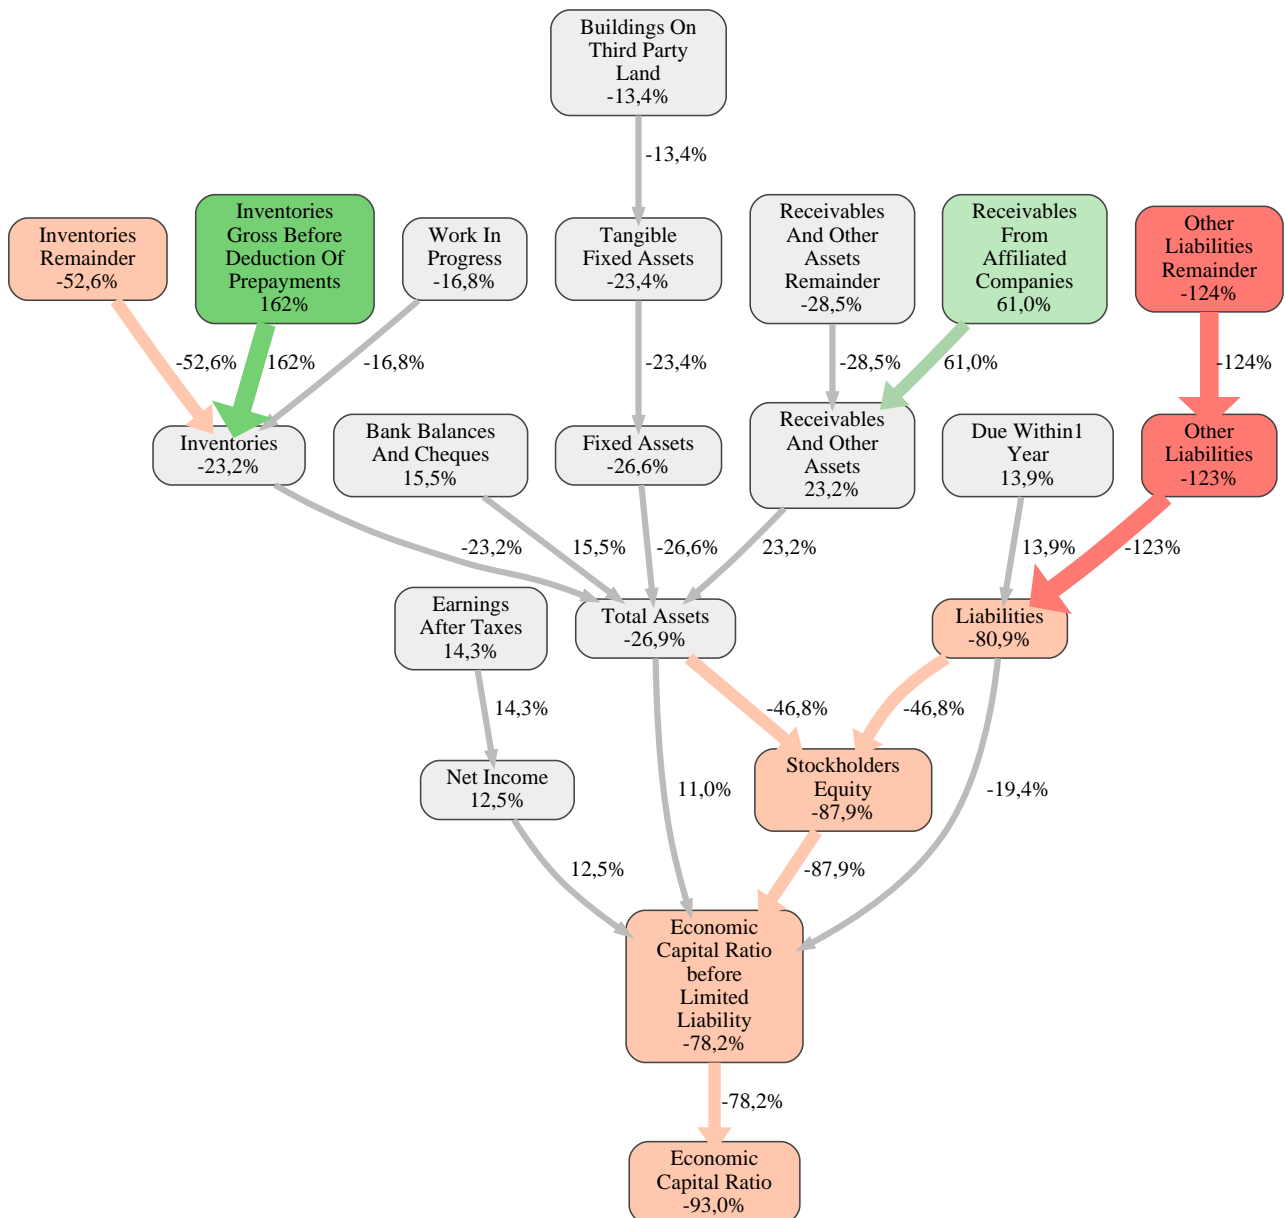 Buildings On
Third Party
Land
-13,4%
-13,4%
Inventories
Remainder
-52,6%
Inventories
Gross Before
Deduction Of
Prepayments
162%
Work In
Progress
-16,8%
Tangible
Fixed Assets
-23,4%
Receivables
And Other
Assets
Remainder
-28,5%
Receivables
From
Affiliated
Companies
61,0%
Other
Liabilities
Remainder
-124%
-52,6%
162%
-16,8%
-23,4%
-28,5%
61,0%
-124%
Inventories
-23,2%
Bank Balances
And Cheques
15,5%
Fixed Assets
-26,6%
Receivables
And Other
Assets
23,2%
Due Within1
Year
13,9%
Other
Liabilities
-123%
-23,2%
15,5%
-26,6%
23,2%
13,9%
-123%
Earnings
After Taxes
14,3%
Total Assets
-26,9%
Liabilities
-80,9%
14,3%
-46,8%
-46,8%
Net Income
12,5%
11,0%
Stockholders
Equity
-87,9%
-19,4%
12,5%
-87,9%
Economic
Capital Ratio
before
Limited
Liability
-78,2%
-78,2%
Economic
Capital Ratio
-93,0%